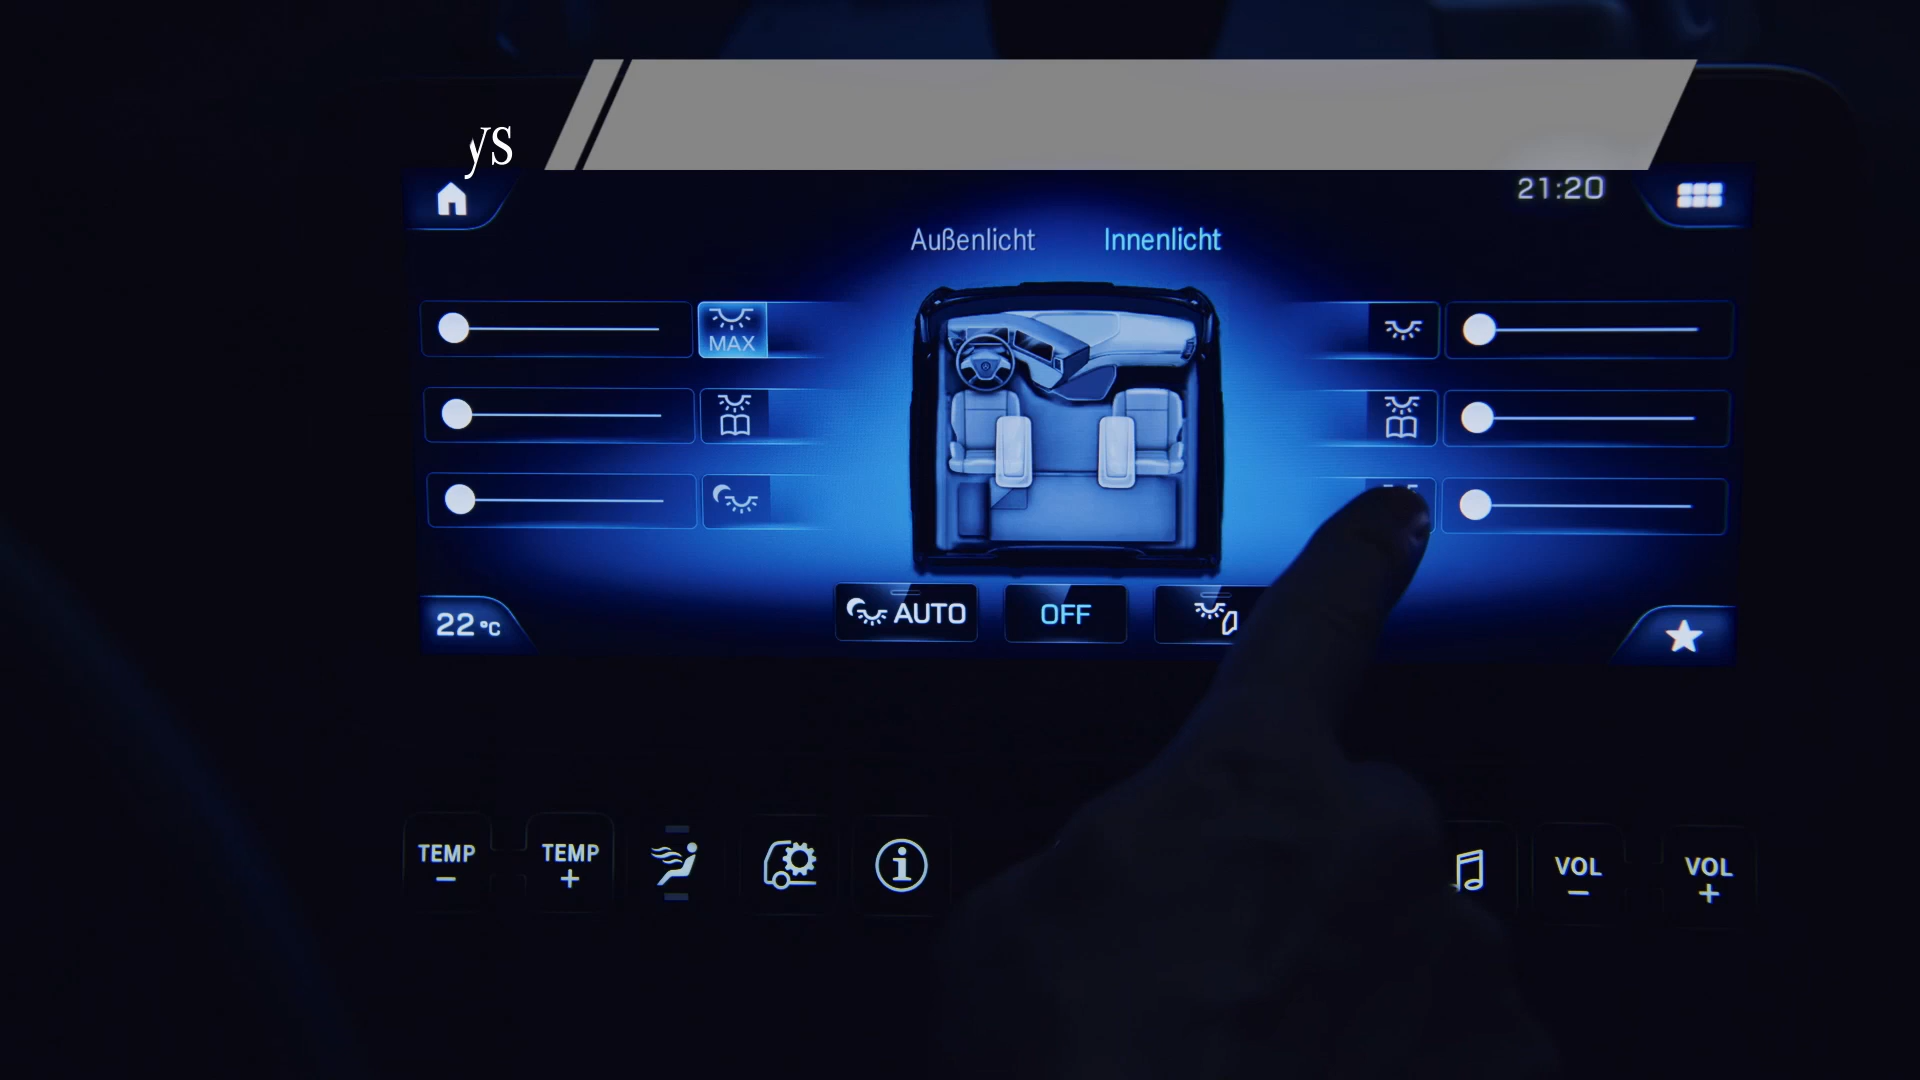 ys
21:20
Außenlicht Innenlicht
MAX
22 °C
AUTO OFF
TEMP − TEMP + VOL − VOL +